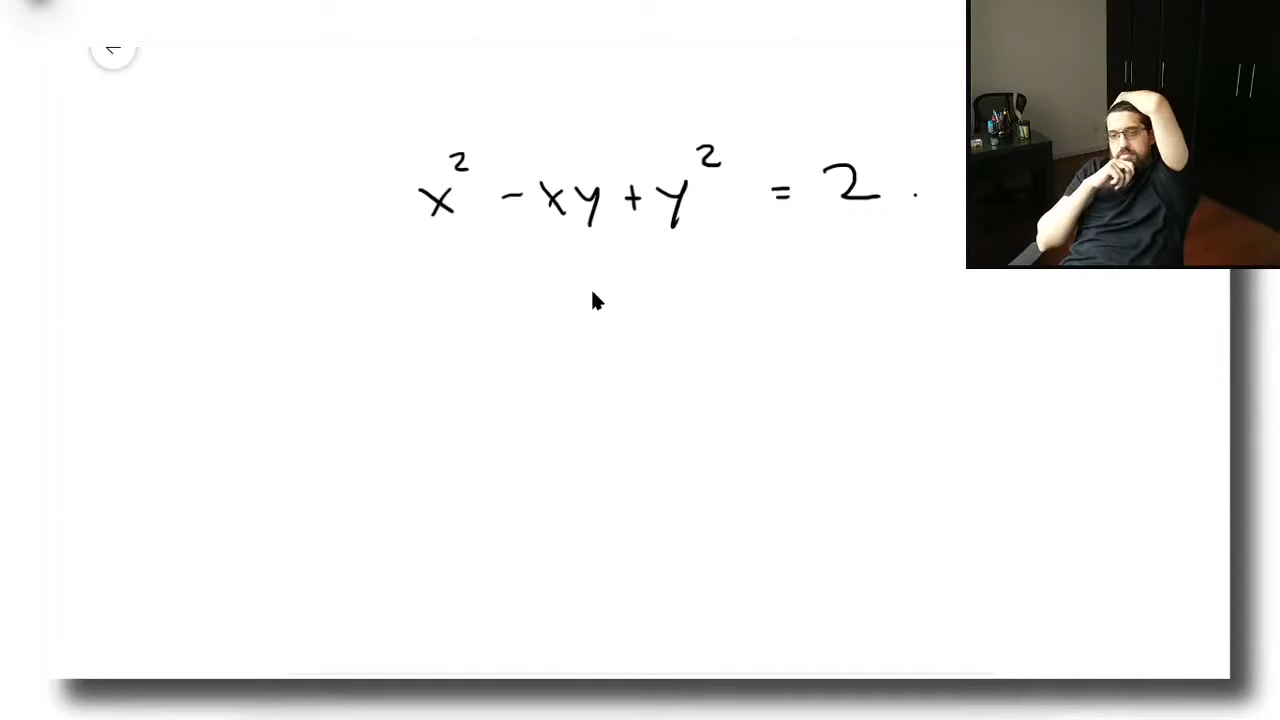 x² - xy + y² = 2.